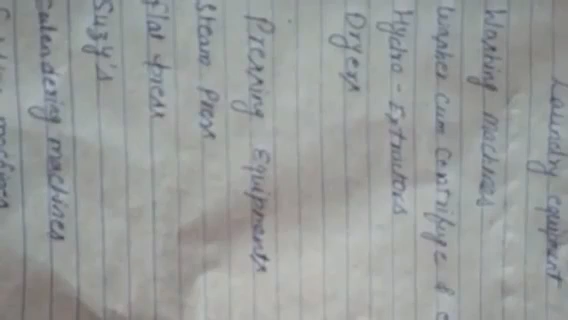 Laundry equipment
Washing machines
Washer cum Centrifuge &
Hydro-Extractors
Dryers
Pressing Equipments
Steam Press
flat press
Suzy's
Calendering machines
machines